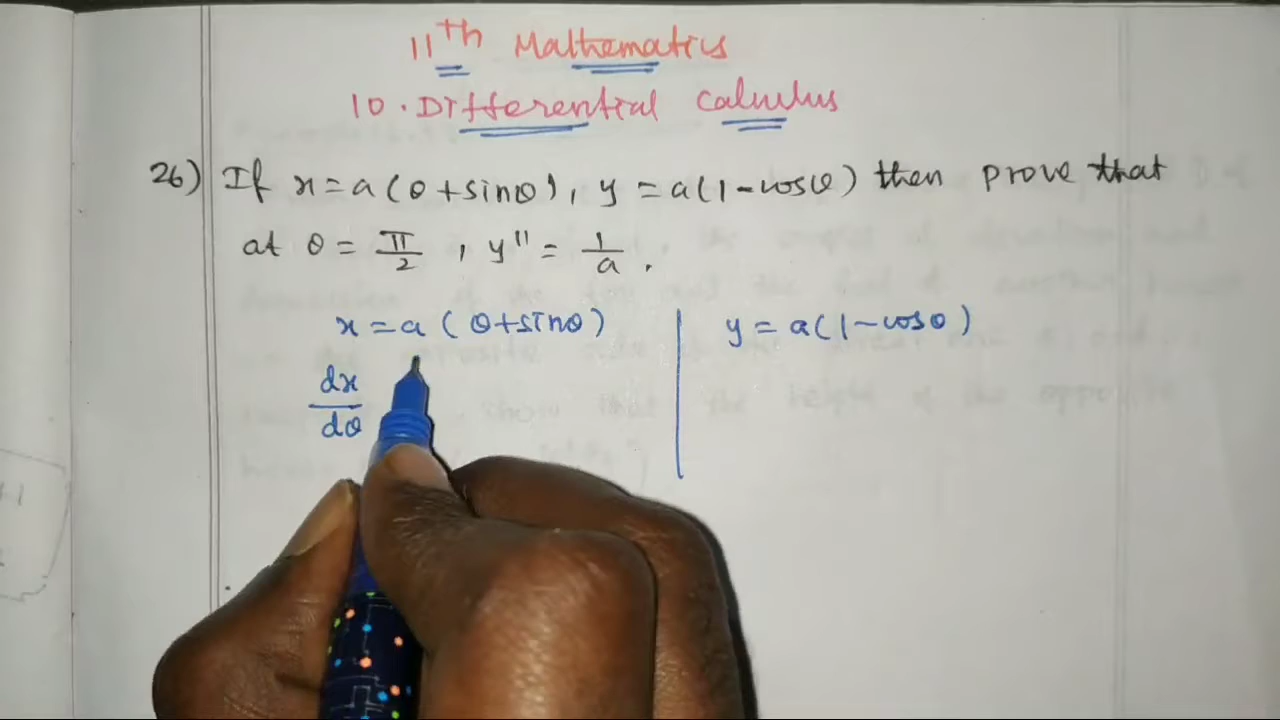 11th Mathematics
10. Differential Calculus
26) If x = a(θ+sinθ), y = a(1-cosθ) then prove that
at θ = π/2, y'' = 1/a.
x = a(θ+sinθ) | y = a(1-cosθ)
dx/dθ